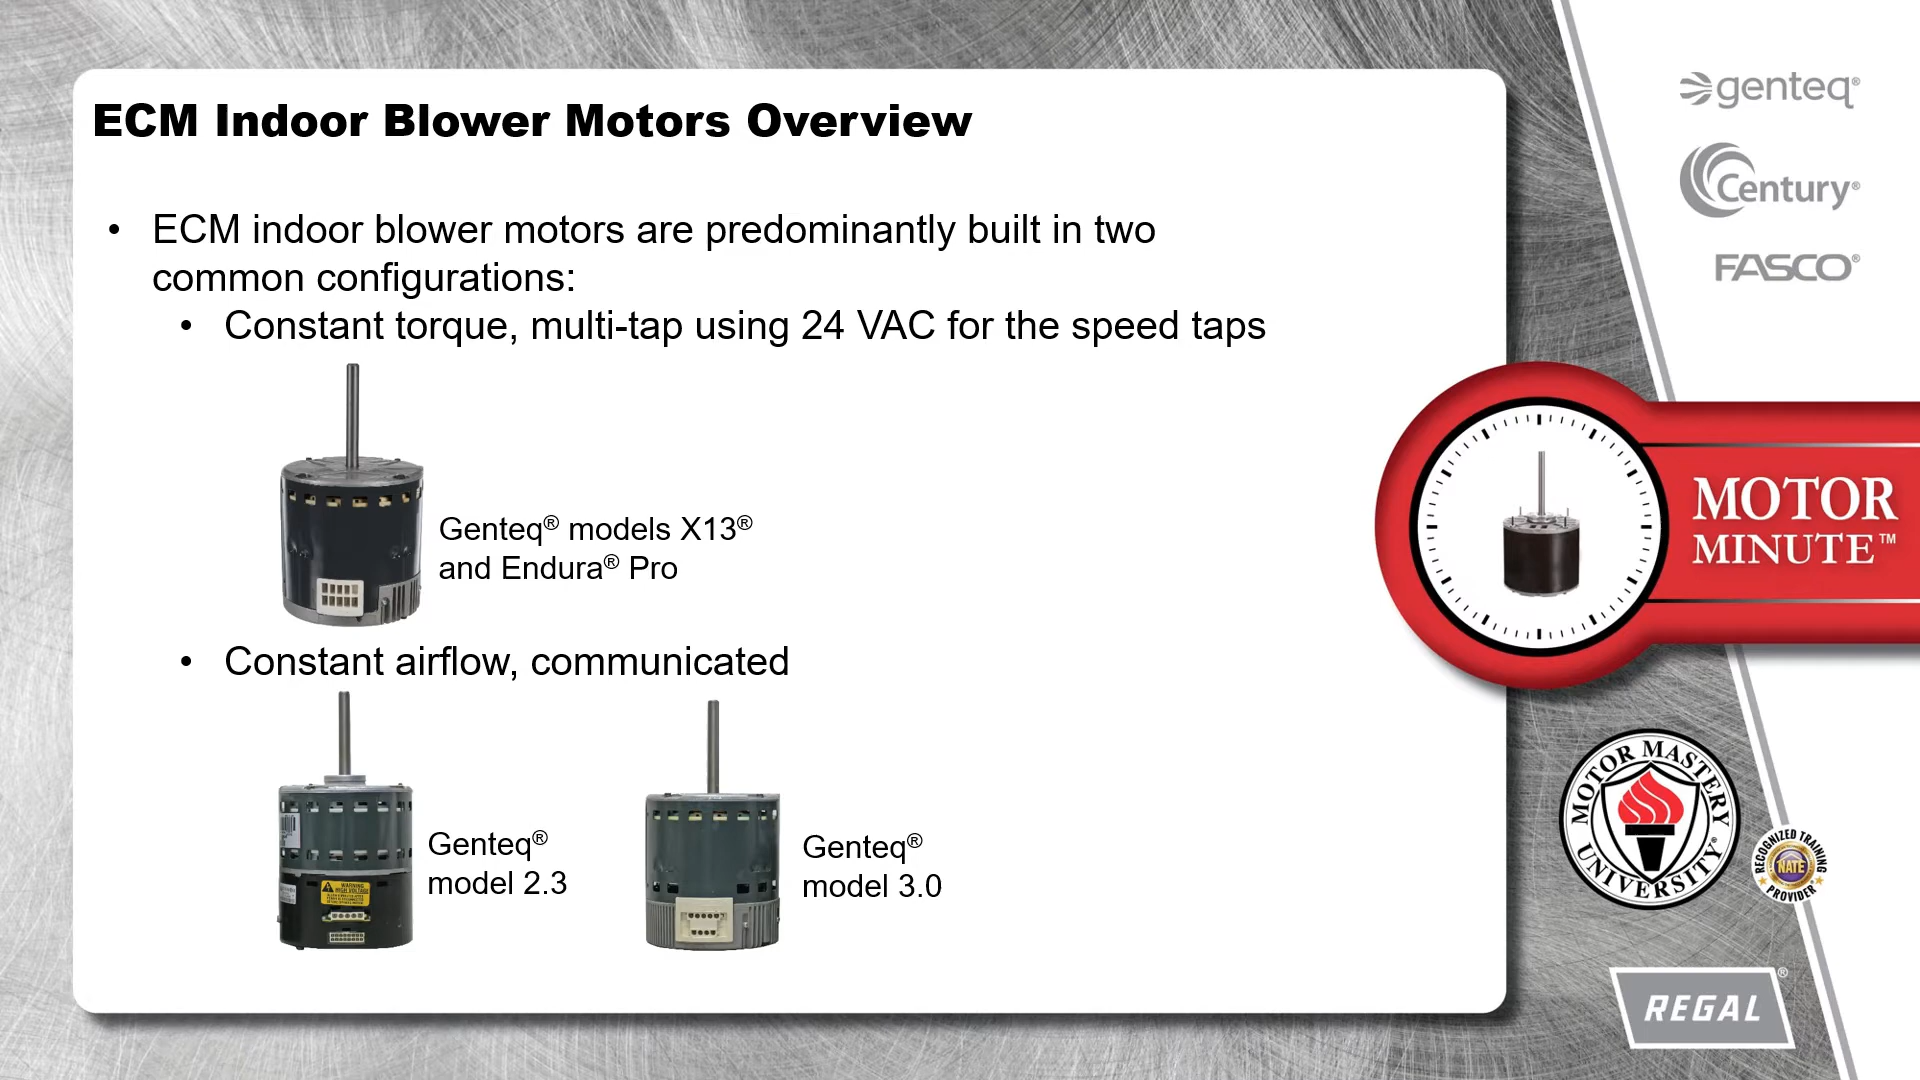 ECM Indoor Blower Motors Overview
• ECM indoor blower motors are predominantly built in two
common configurations:
• Constant torque, multi-tap using 24 VAC for the speed taps
Genteq® models X13®
and Endura® Pro
• Constant airflow, communicated
Genteq®
model 2.3
Genteq®
model 3.0
WARNING
HIGH VOLTAGE
genteq®
Century®
FASCO®
MOTOR
MINUTE™
MOTOR MASTERY
UNIVERSITY®
RECOGNIZED TRAINING
NATE
PROVIDER
REGAL®